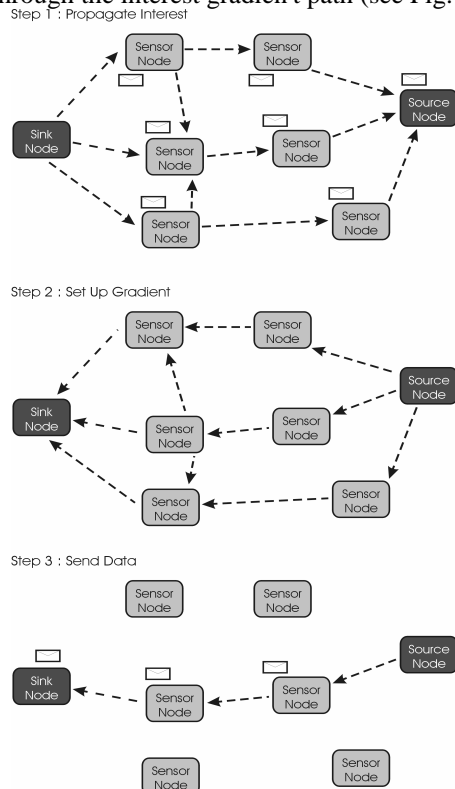 hrough the interest gradien't path (see Fig.
Step 1 : Propagate Interest
Sensor
Node
Sensor
Node
Source
Node
Sink
Node
Sensor
Node
Sensor
Node
Sensor
Node
Sensor
Node
Step 2 : Set Up Gradient
Sensor
Node
Sensor
Node
Source
Node
Sink
Node
Sensor
Node
Sensor
Node
Sensor
Node
Sensor
Node
Step 3 : Send Data
Sensor
Node
Sensor
Node
Source
Node
Sink
Node
Sensor
Node
Sensor
Node
Sensor
Node
Sensor
Node